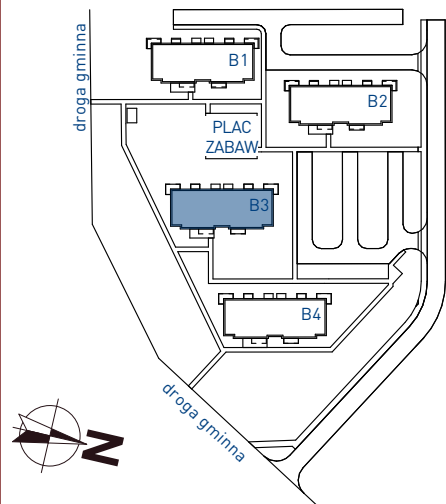 droga gminna
B1
B2
PLAC
ZABAW
B3
B4
droga gminna
N